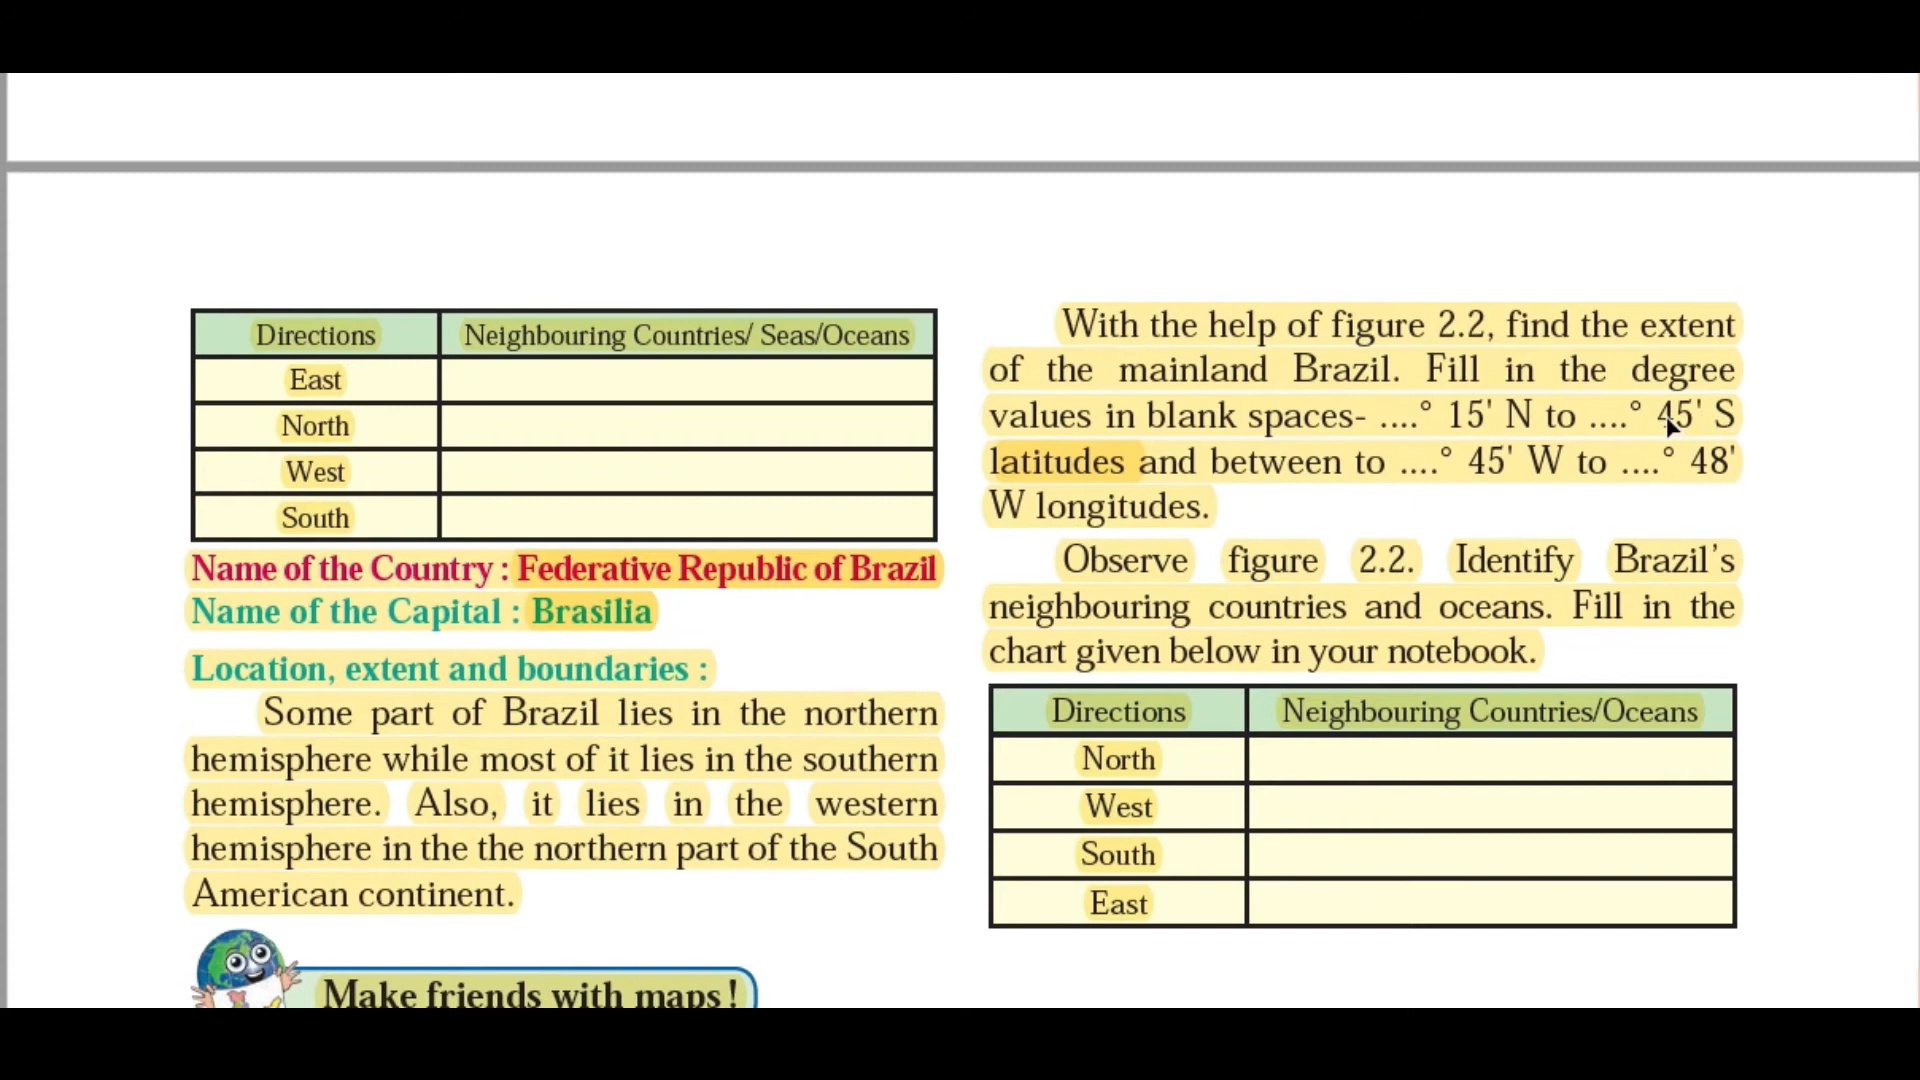 Directions Neighbouring Countries/ Seas/Oceans
East
North
West
South
Name of the Country : Federative Republic of Brazil
Name of the Capital : Brasilia
Location, extent and boundaries :
Some part of Brazil lies in the northern
hemisphere while most of it lies in the southern
hemisphere. Also, it lies in the western
hemisphere in the the northern part of the South
American continent.
Make friends with maps !
With the help of figure 2.2, find the extent
of the mainland Brazil. Fill in the degree
values in blank spaces- ....° 15' N to ....° 45' S
latitudes and between to ....° 45' W to ....° 48'
W longitudes.
Observe figure 2.2. Identify Brazil's
neighbouring countries and oceans. Fill in the
chart given below in your notebook.
Directions Neighbouring Countries/Oceans
North
West
South
East